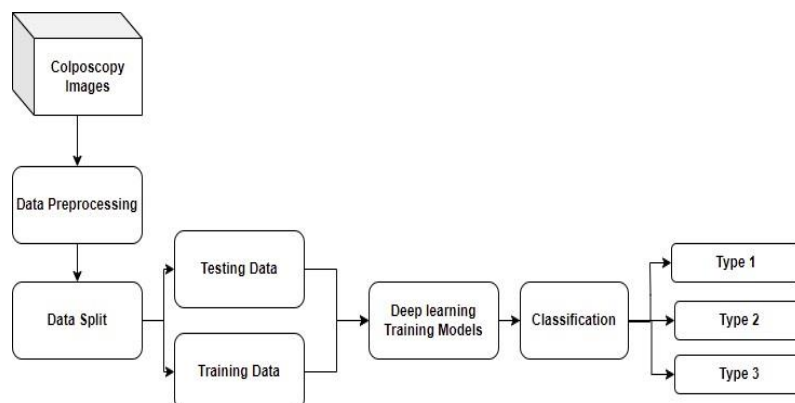 Colposcopy
Images
Data Preprocessing
Data Split
Testing Data
Training Data
Deep learning
Training Models
Classification
Type 1
Type 2
Type 3